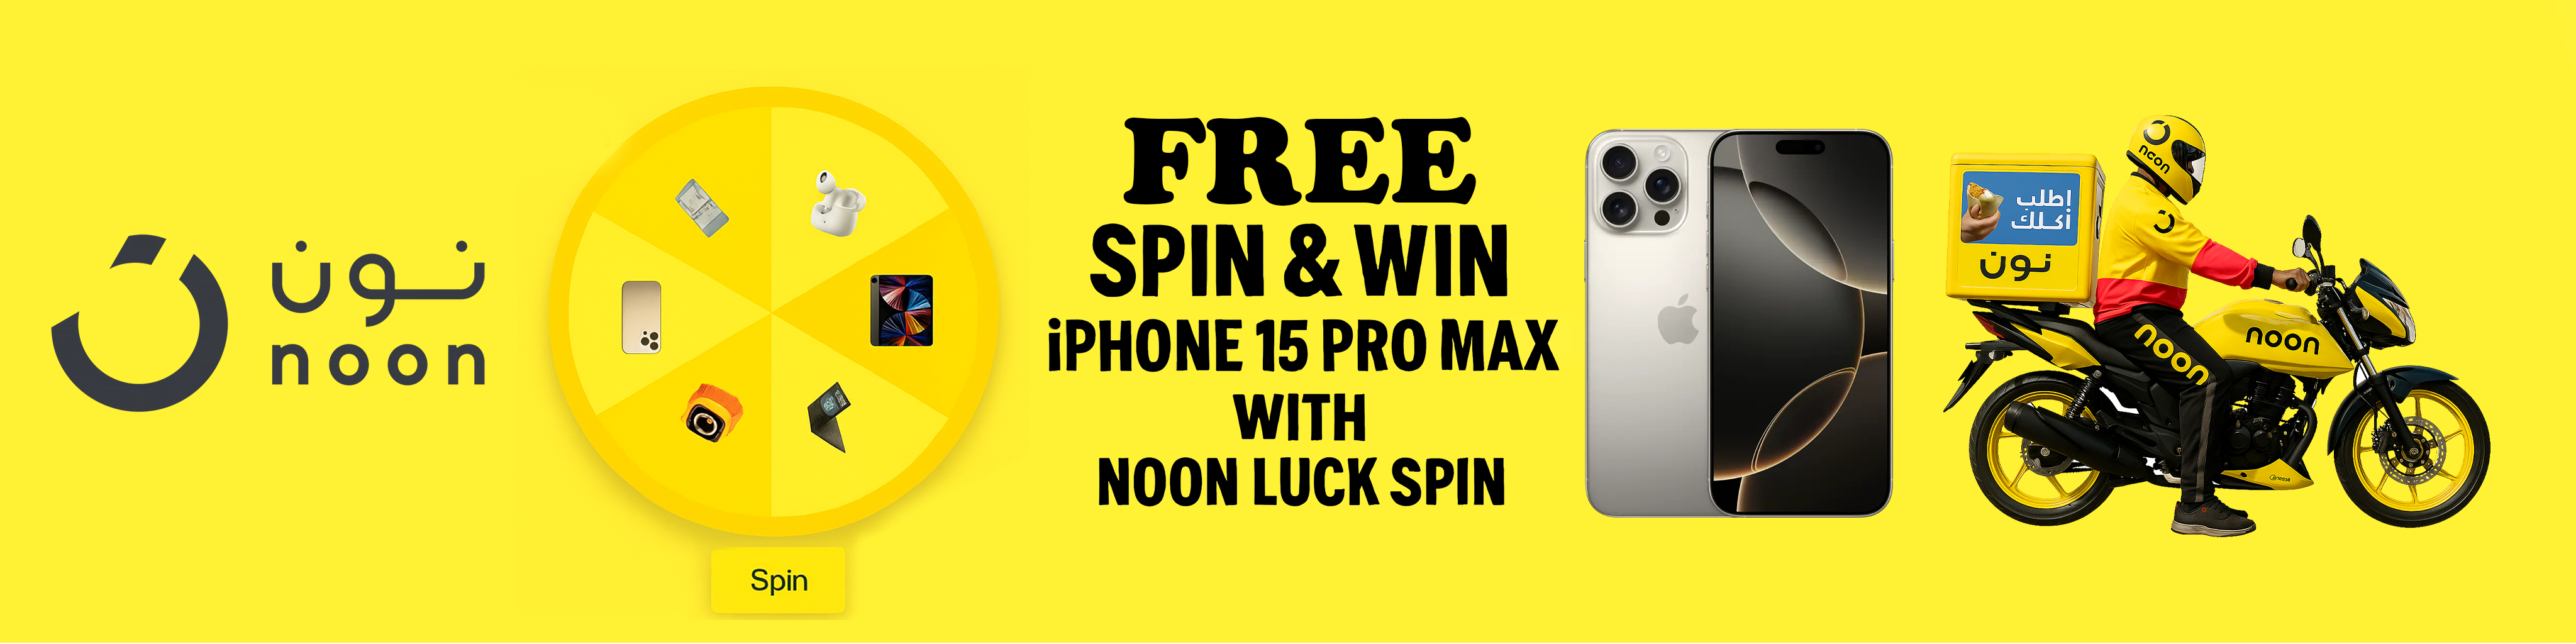 نون
noon
Spin
FREE
SPIN & WIN
iPHONE 15 PRO MAX
WITH
NOON LUCK SPIN
noon
اطلب
أكلك
نون
noon
noon